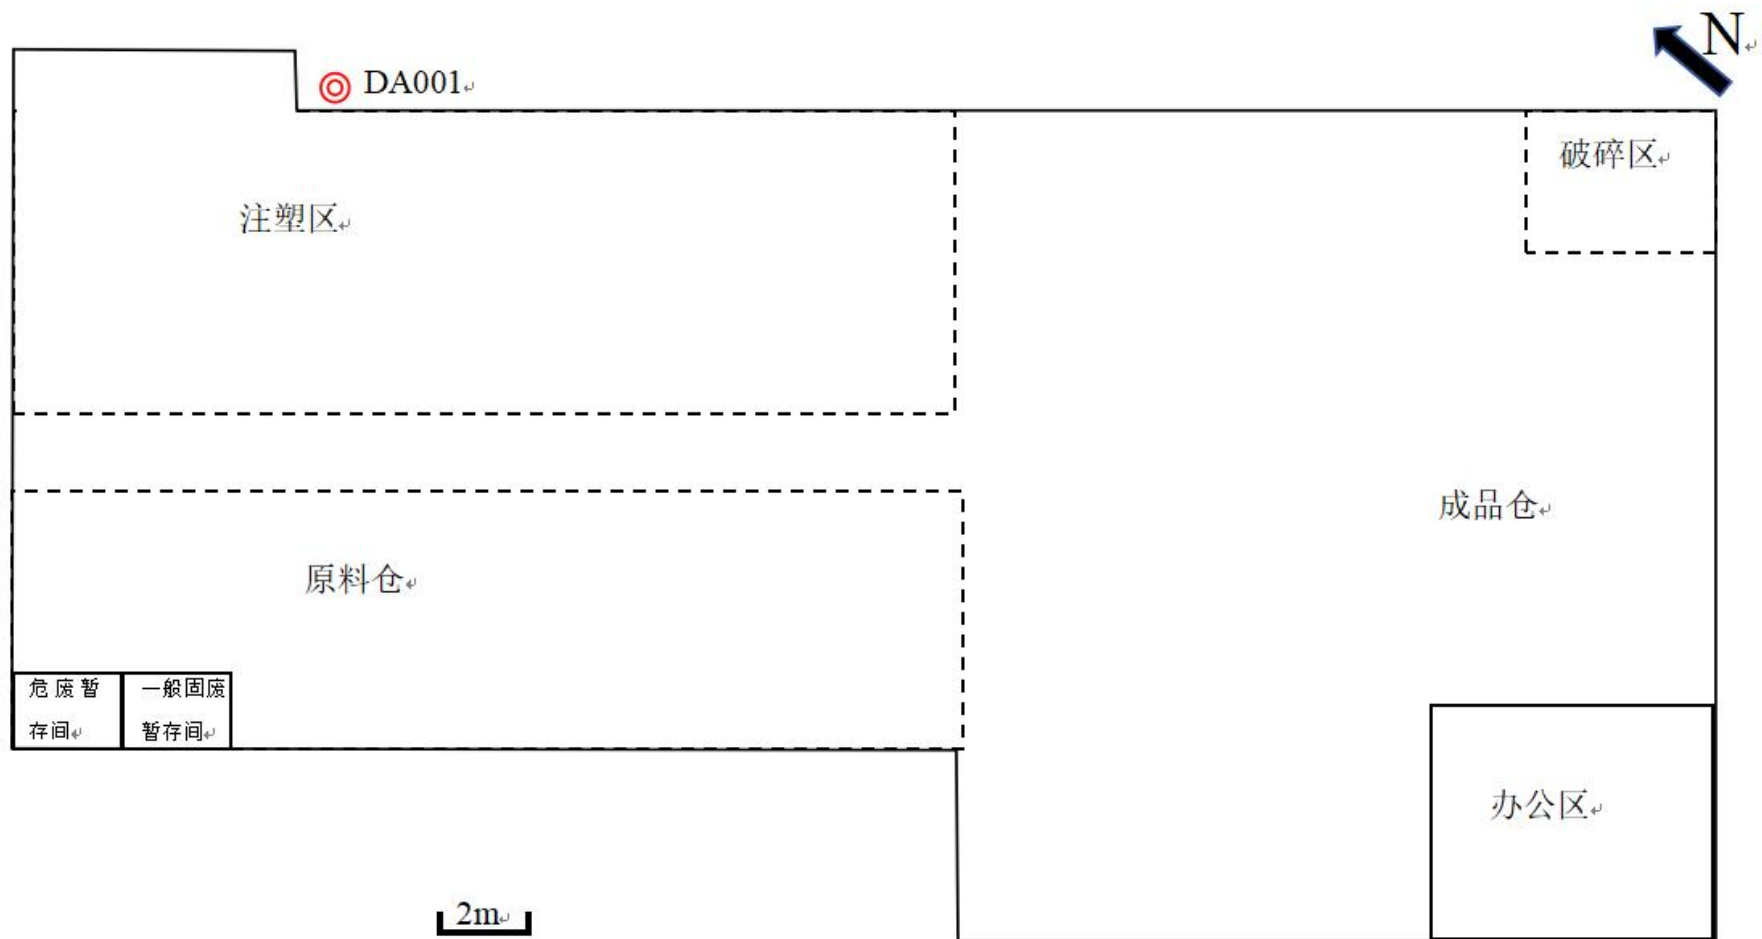 N
DA001
破碎区
注塑区
成品仓
原料仓
危废暂
存间
一般固废
暂存间
办公区
2m